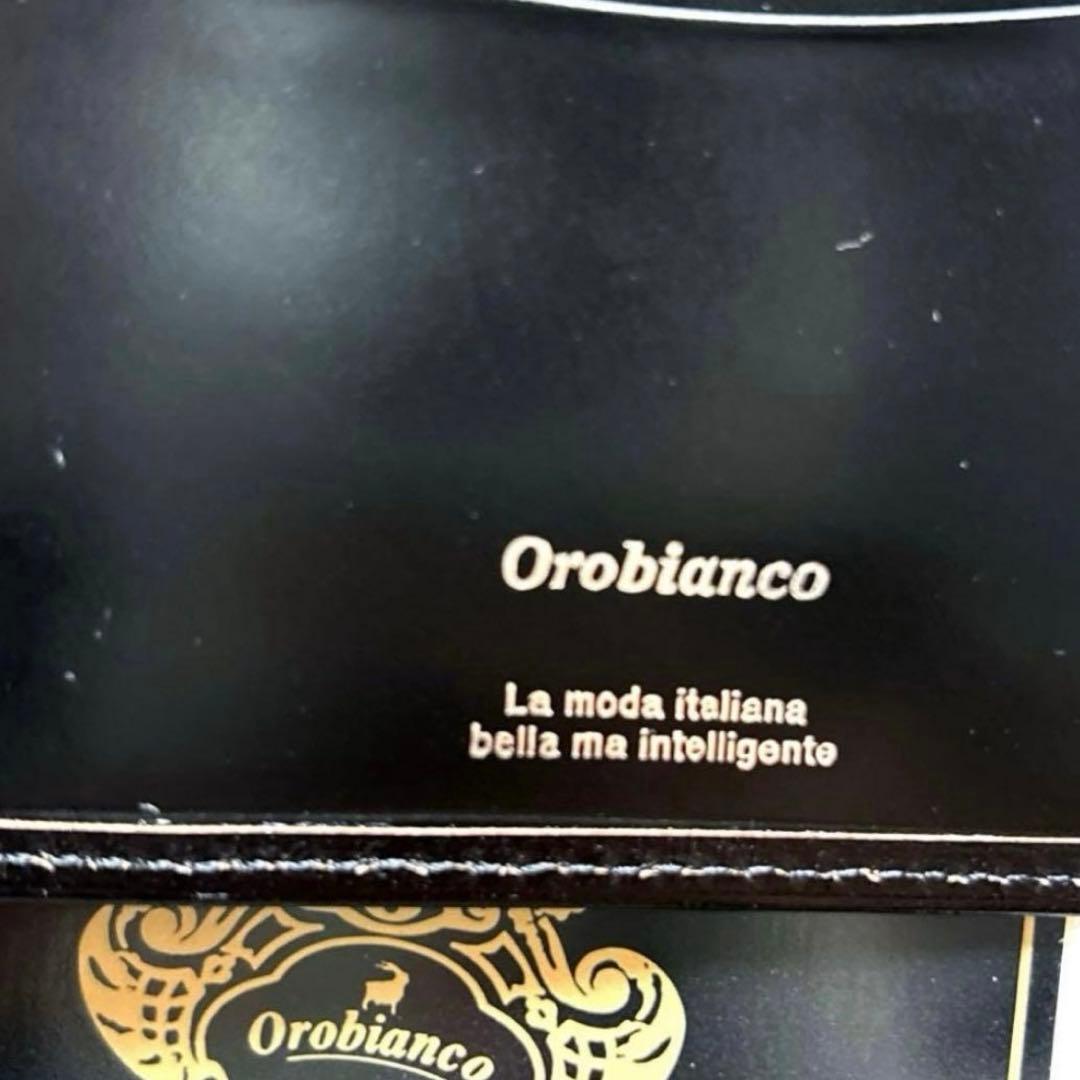 Orobianco
La moda italiana
bella ma intelligente
Orobianco